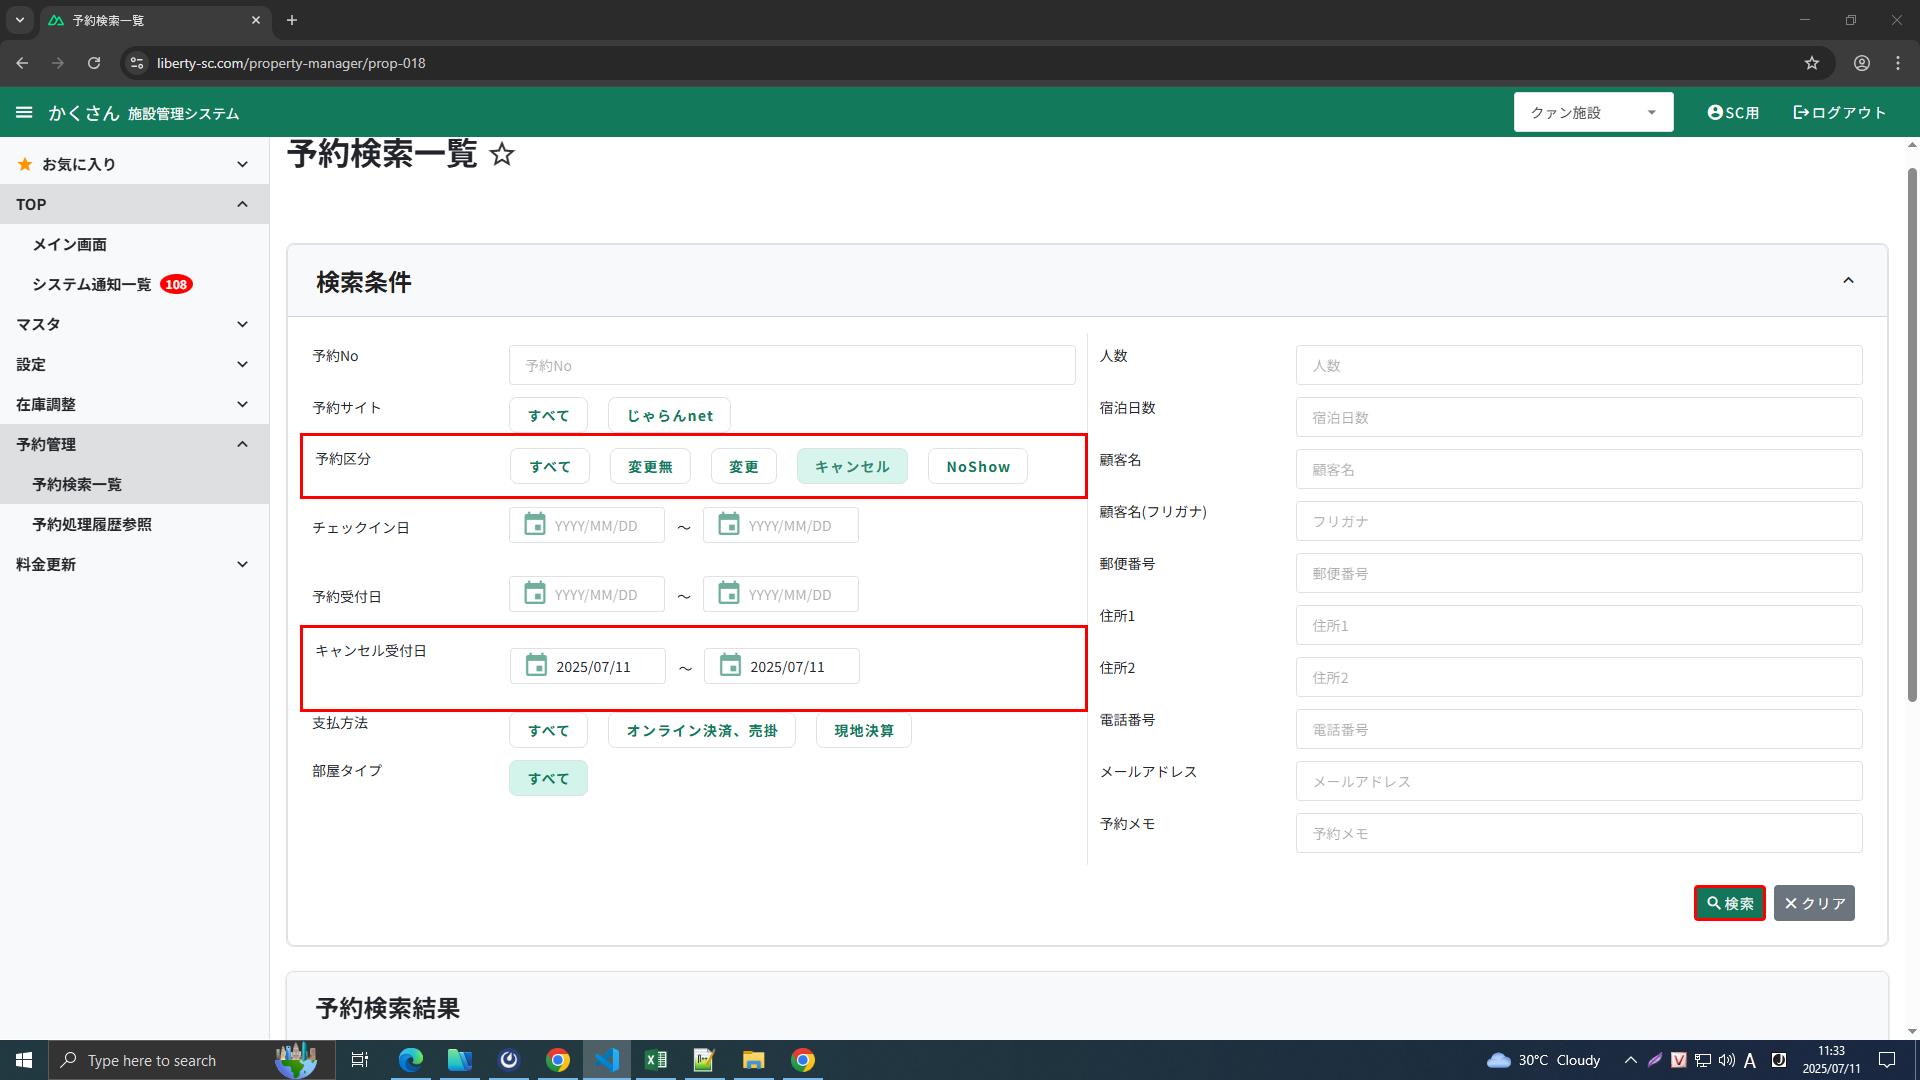 予約検索一覧
liberty-sc.com/property-manager/prop-018
かくさん 施設管理システム
クァン施設
SC用
ログアウト
お気に入り
TOP
メイン画面
システム通知一覧 108
マスタ
設定
在庫調整
予約管理
予約検索一覧
予約処理履歴参照
料金更新
予約検索一覧
検索条件
予約No
予約No
予約サイト
すべて じゃらんnet
予約区分
すべて 変更無 変更 キャンセル NoShow
チェックイン日
YYYY/MM/DD ～ YYYY/MM/DD
予約受付日
YYYY/MM/DD ～ YYYY/MM/DD
キャンセル受付日
2025/07/11 ～ 2025/07/11
支払方法
すべて オンライン決済、売掛 現地決算
部屋タイプ
すべて
人数
人数
宿泊日数
宿泊日数
顧客名
顧客名
顧客名(フリガナ)
フリガナ
郵便番号
郵便番号
住所1
住所1
住所2
住所2
電話番号
電話番号
メールアドレス
メールアドレス
予約メモ
予約メモ
検索
クリア
予約検索結果
Type here to search
30°C Cloudy
A
11:33
2025/07/11